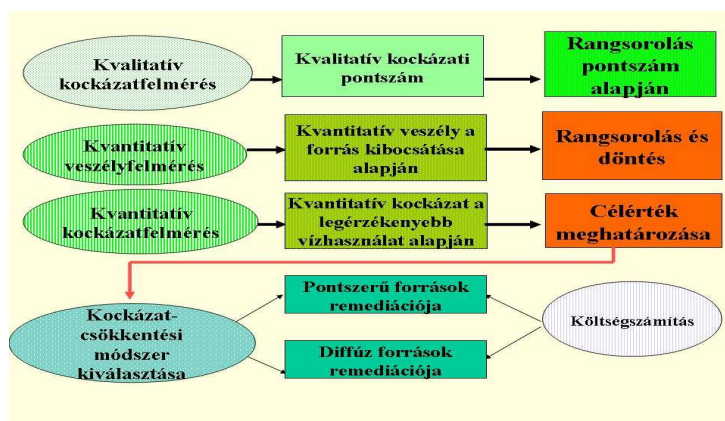 Kvalitatív
kockázatfelmérés
Kvalitatív kockázati
pontszám
Rangsorolás
pontszám
alapján
Kvantitatív
veszélyfelmérés
Kvantitatív veszély a
forrás kibocsátása
alapján
Rangsorolás és
döntés
Kvantitatív
kockázatfelmérés
Kvantitatív kockázat a
legérzékenyebb
vízhasználat alapján
Célérték
meghatározása
Kockázat-
csökkentési
módszer
kiválasztása
Pontszerű források
remediációja
Diffúz források
remediációja
Költségszámítás